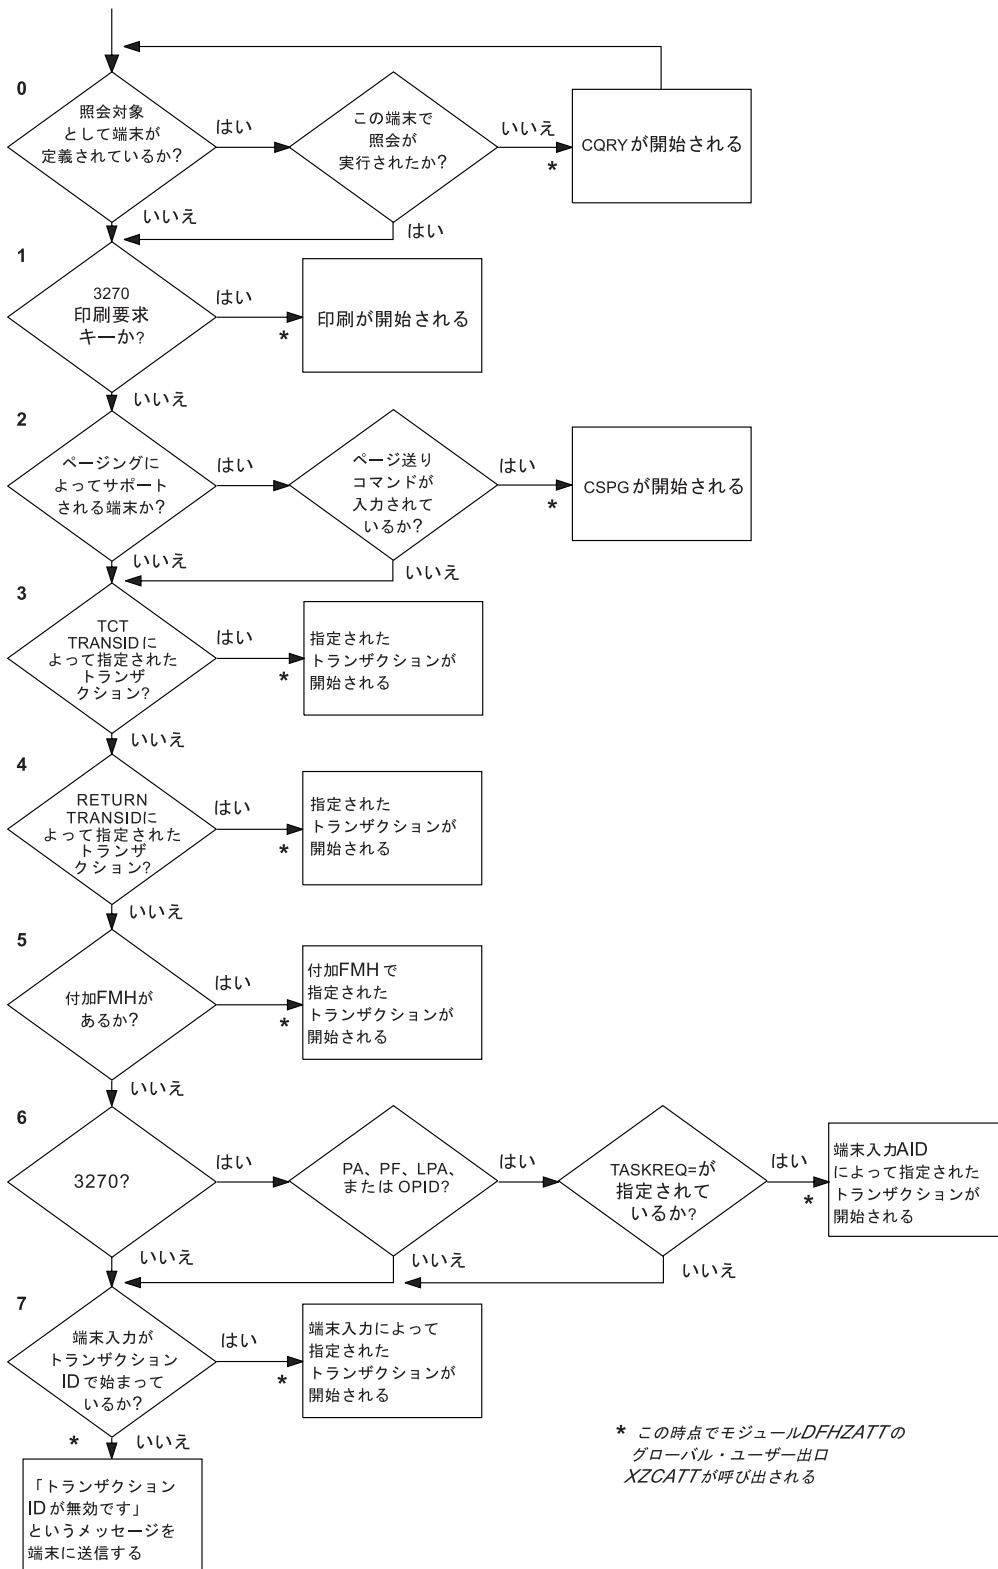 0
照会対象
として端末が
定義されているか?
はい
この端末で
照会が
実行されたか?
いいえ
*
CQRYが開始される
いいえ
はい
1
3270
印刷要求
キーか?
はい
*
印刷が開始される
いいえ
2
ページングに
よってサポート
される端末か?
はい
ページ送り
コマンドが
入力されて
いるか?
はい
*
CSPGが開始される
いいえ
いいえ
3
TCT
TRANSIDに
よって指定された
トランザ
クション?
はい
*
指定された
トランザクションが
開始される
いいえ
4
RETURN
TRANSIDに
よって指定された
トランザ
クション?
はい
*
指定された
トランザクションが
開始される
いいえ
5
付加FMHが
あるか?
はい
*
付加FMHで
指定された
トランザクションが
開始される
いいえ
6
3270?
はい
PA、PF、LPA、
またはOPID?
はい
TASKREQ=が
指定されて
いるか?
はい
*
端末入力AID
によって指定された
トランザクションが
開始される
いいえ
いいえ
いいえ
7
端末入力が
トランザクション
IDで始まって
いるか?
はい
*
端末入力によって
指定された
トランザクションが
開始される
* いいえ
「トランザクション
IDが無効です」
というメッセージを
端末に送信する
* この時点でモジュールDFHZATTの
グローバル・ユーザー出口
XZCATTが呼び出される